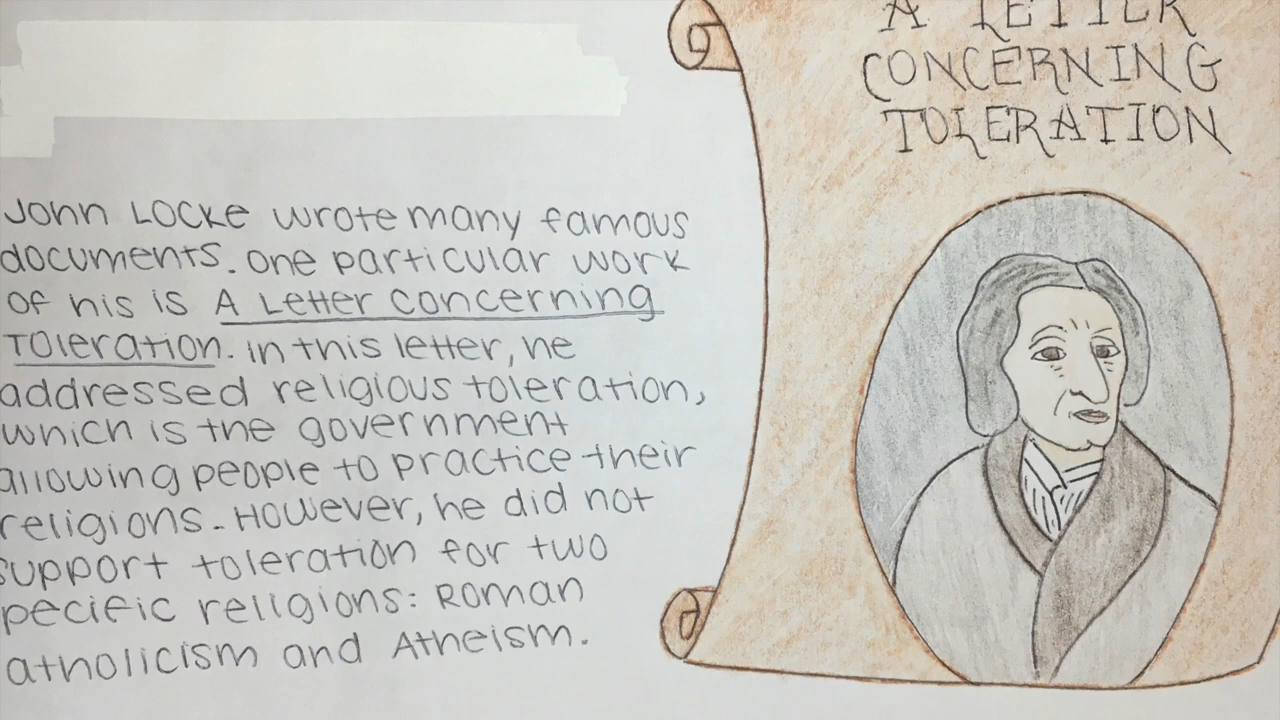 John Locke wrote many famous
documents. One particular work
of his is A Letter Concerning
Toleration. In this letter, he
addressed religious toleration,
which is the government
allowing people to practice their
religions. However, he did not
support toleration for two
pecific religions: Roman
atholicism and Atheism.
A LETTER
CONCERNING
TOLERATION